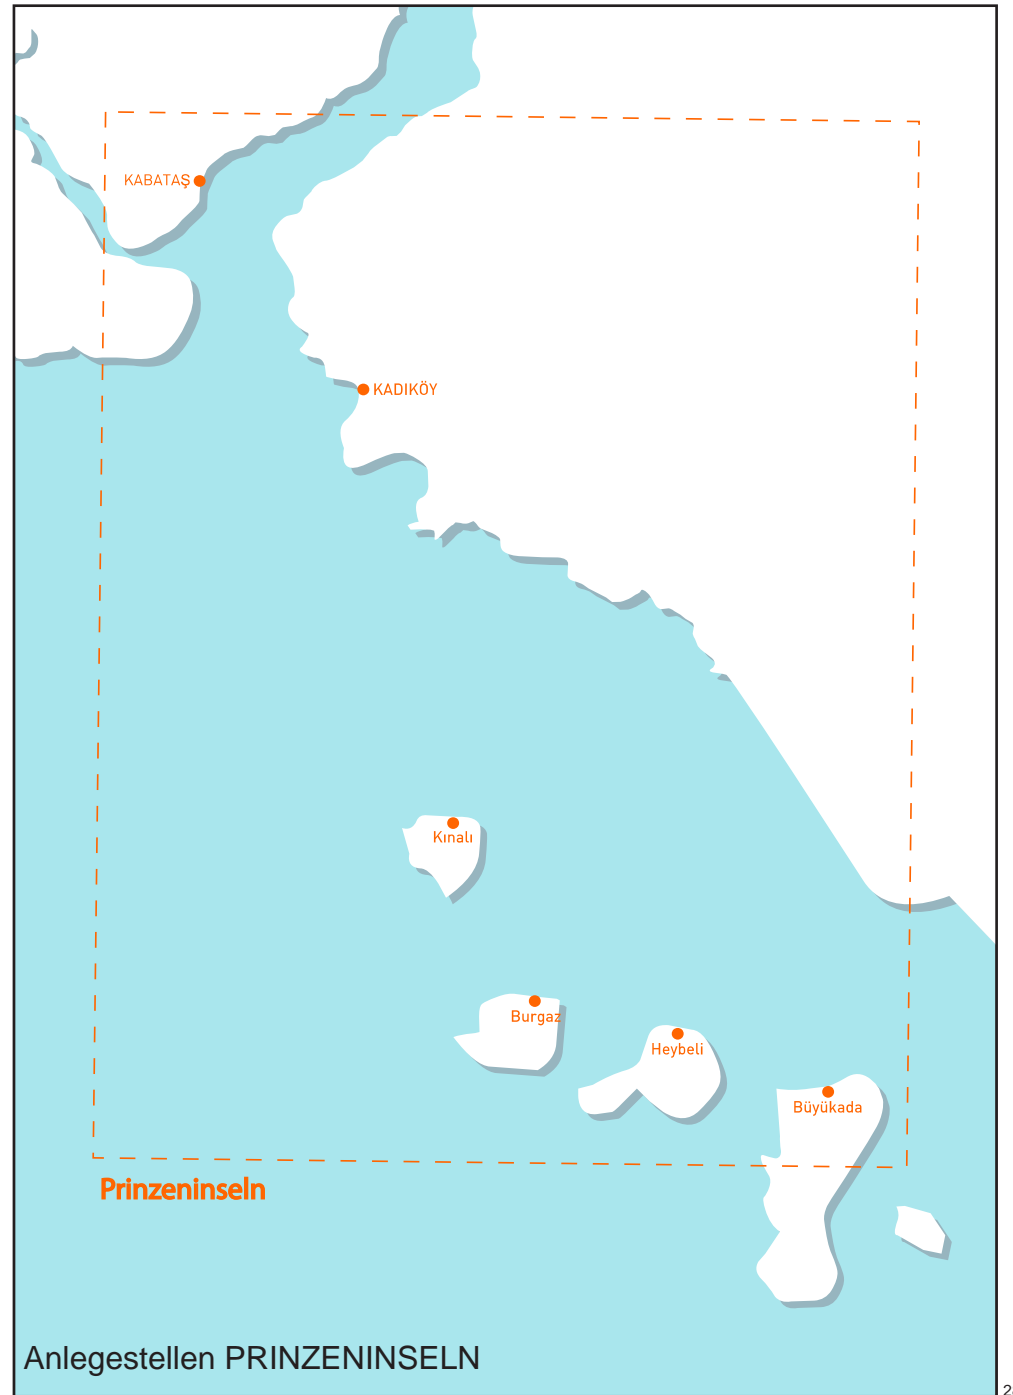 KABATAŞ
KADIKÖY
Kınalı
Burgaz
Heybeli
Büyükada
Prinzeninseln
Anlegestellen PRINZENINSELN